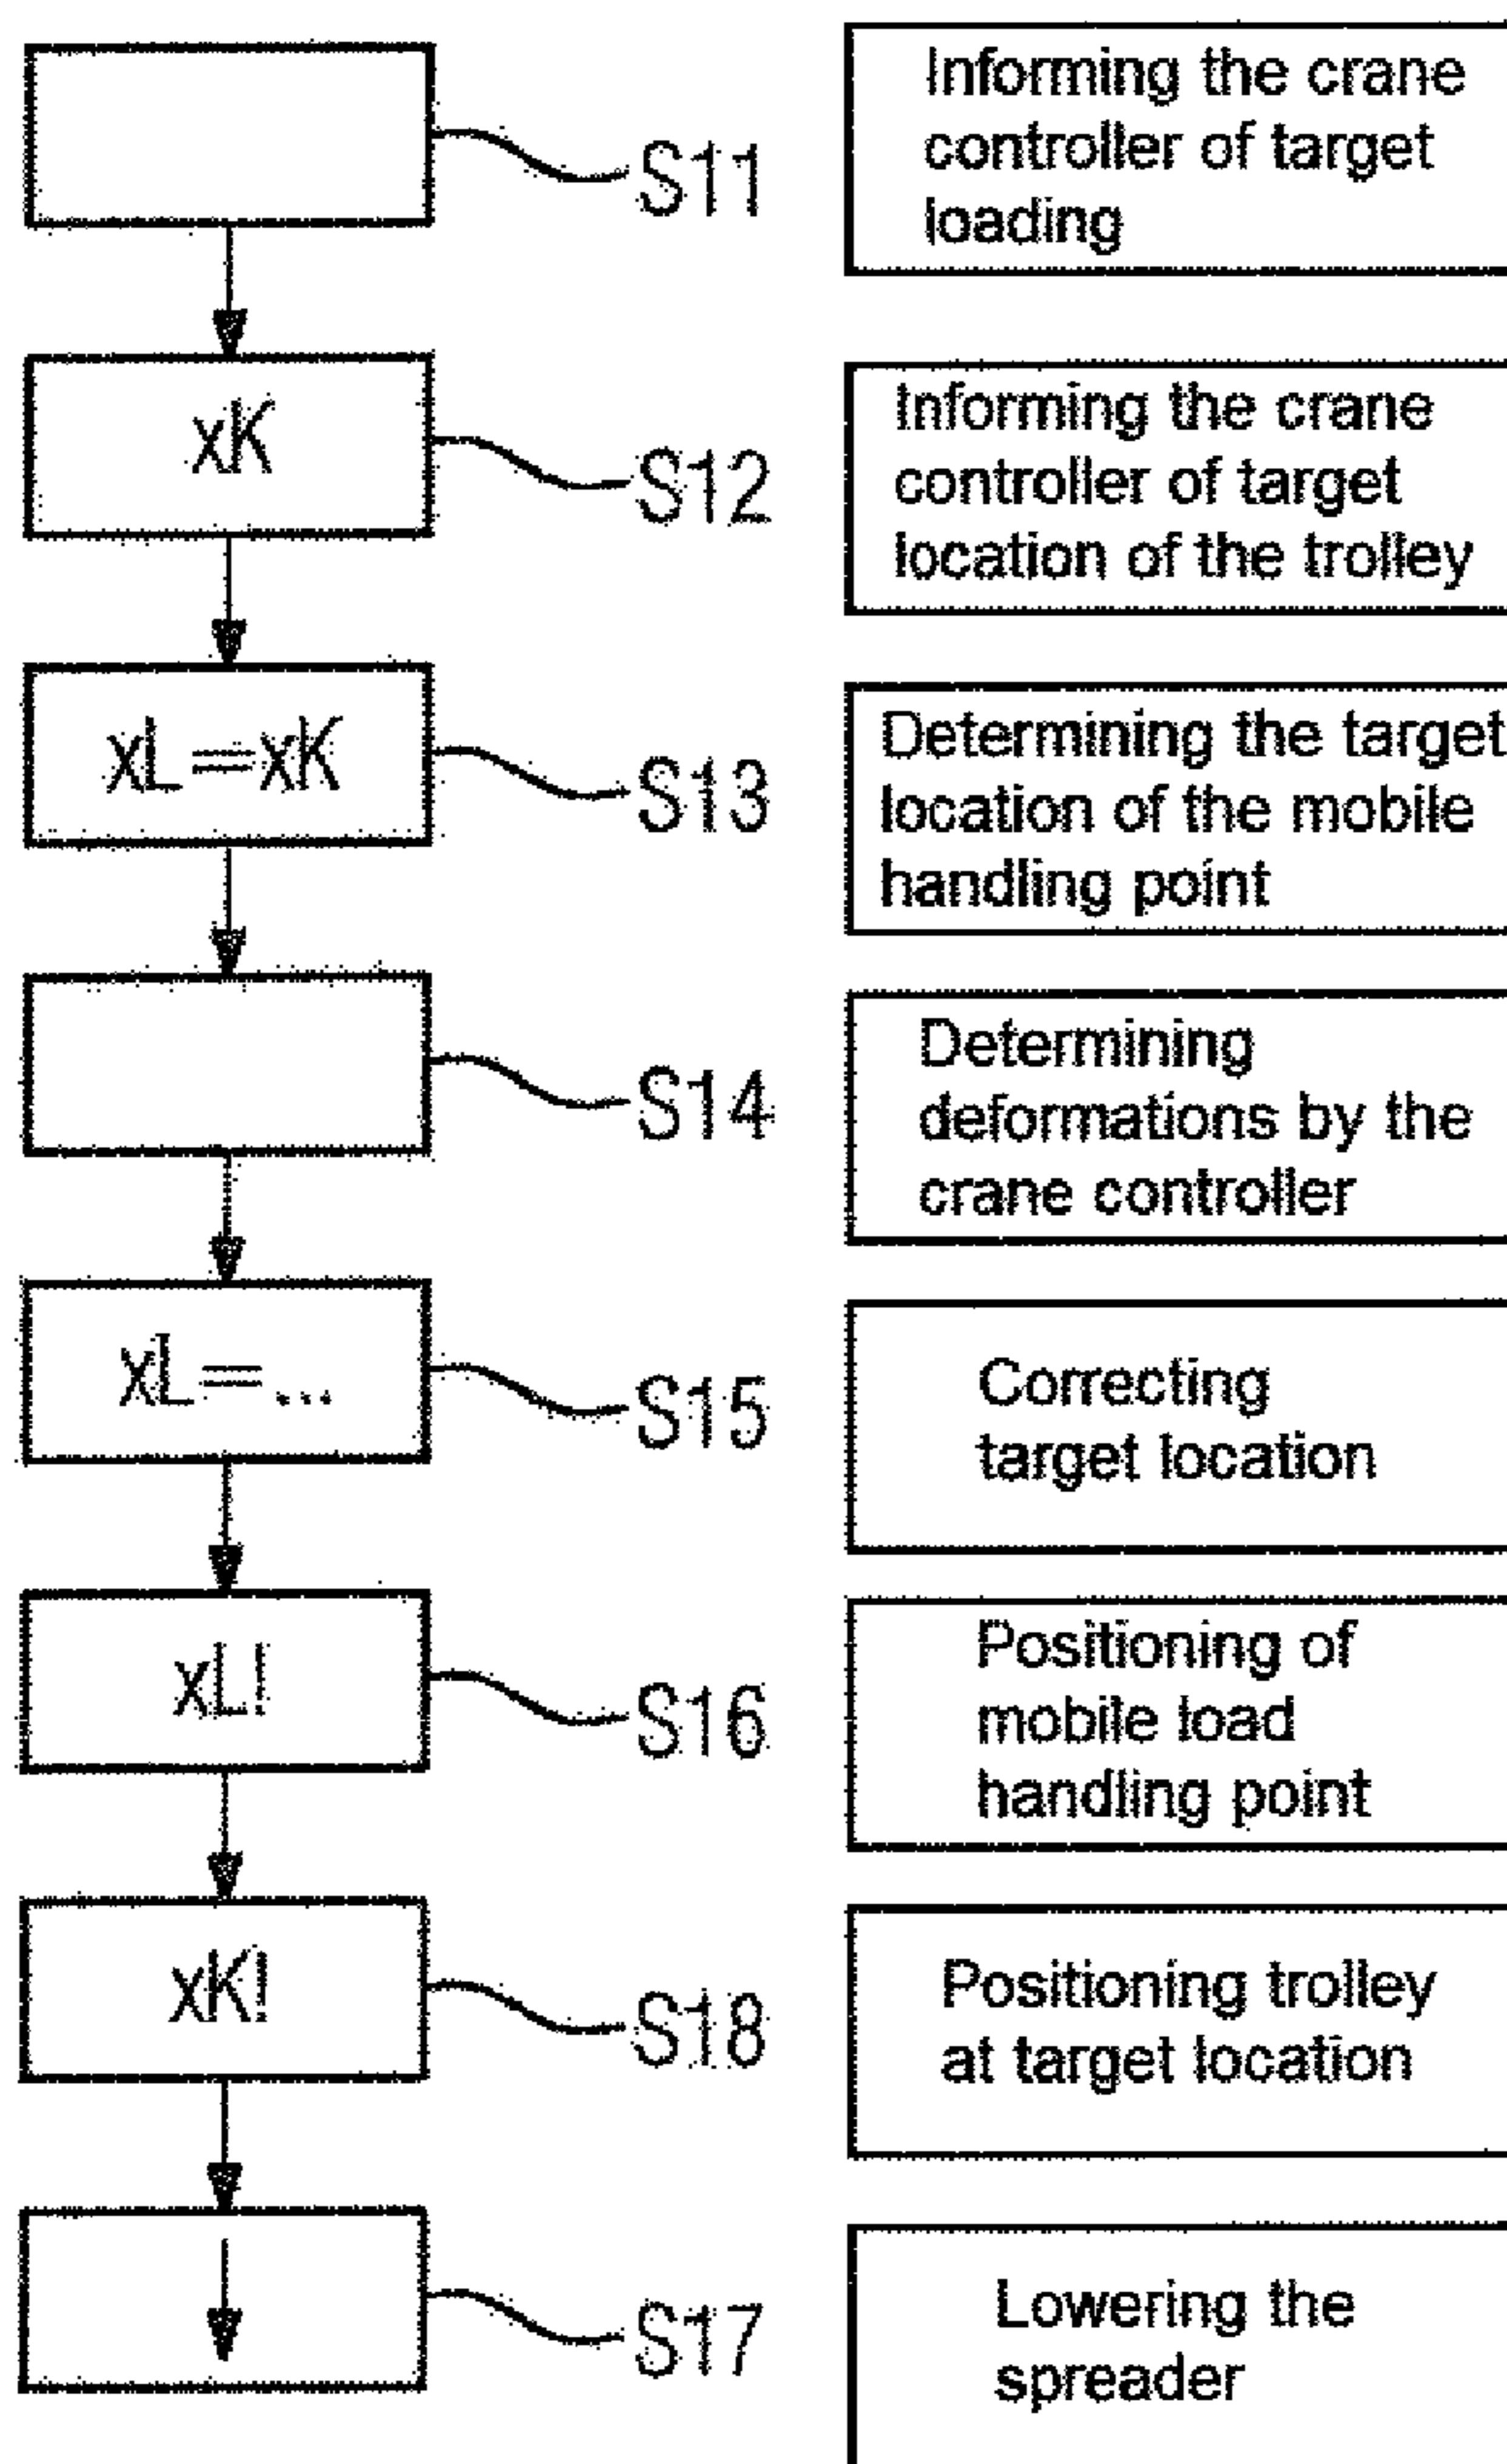 S11
Informing the crane
controller of target
loading
xK
S12
Informing the crane
controller of target
location of the trolley
xL=xK
S13
Determining the target
location of the mobile
handling point
S14
Determining
deformations by the
crane controller
xL=...
S15
Correcting
target location
xL!
S16
Positioning of
mobile load
handling point
xK!
S18
Positioning trolley
at target location
S17
Lowering the
spreader